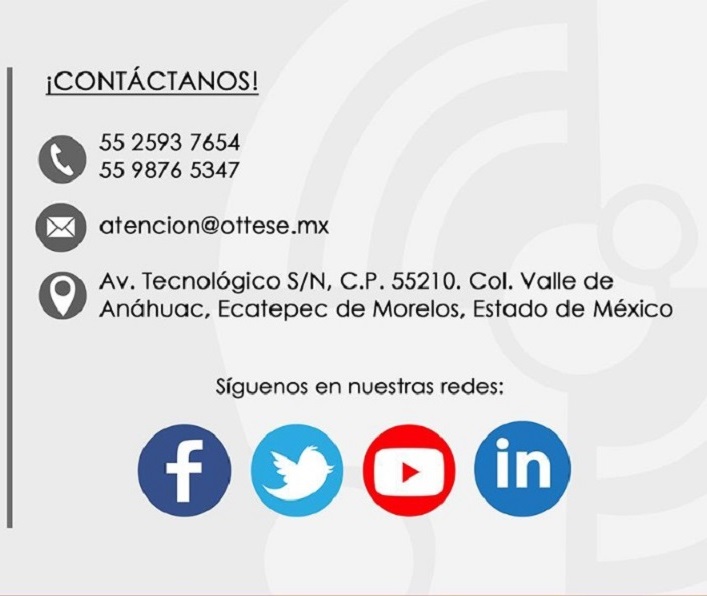 ¡CONTÁCTANOS!
55 2593 7654
55 9876 5347
atencion@ottese.mx
Av. Tecnológico S/N, C.P. 55210. Col. Valle de
Anáhuac, Ecatepec de Morelos, Estado de México
Síguenos en nuestras redes:
f
in